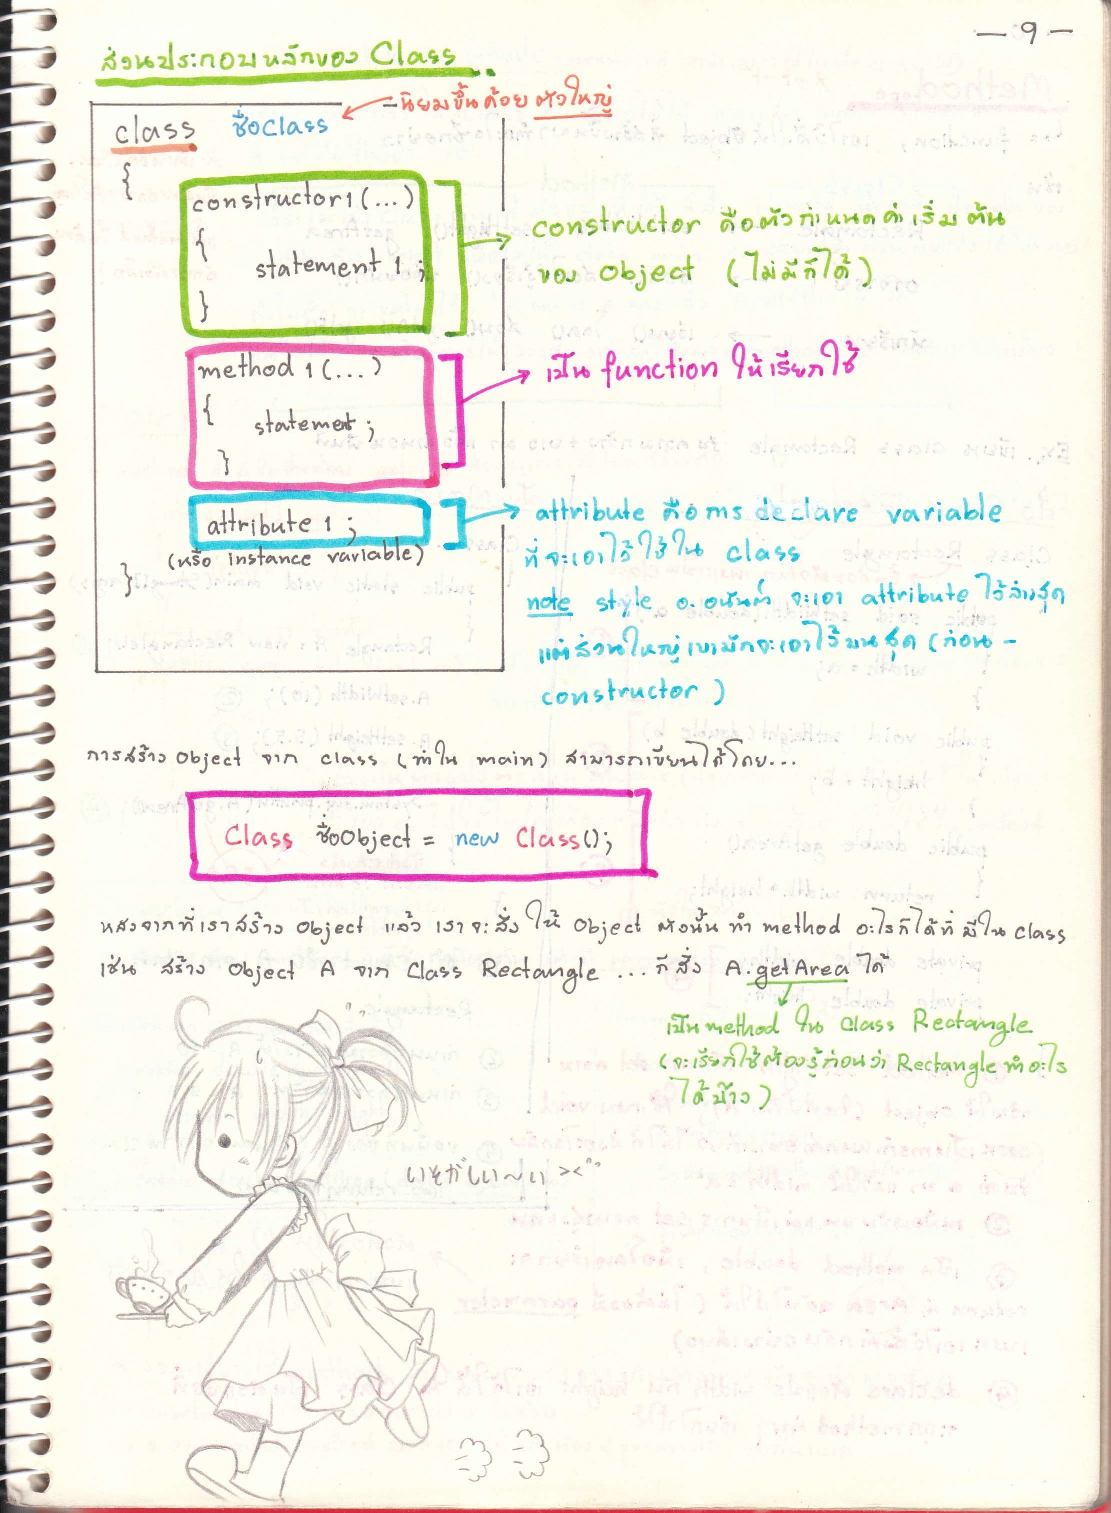 - 9 -
ส่วนประกอบหลักของ Class
นิยมขึ้นด้วย ตัวใหญ่
class ชื่อClass
{
constructor1 (...)
{
statement 1 ;
}
constructor คือตัวกำหนดค่าเริ่มต้น
ของ Object (ไม่มีก็ได้)
method 1 (...)
{
statement ;
}
เป็น function ให้เรียกใช้
attribute 1 ;
(หรือ instance variable)
}
attribute คือการ declare variable
ที่จะเอาไว้ใช้ใน class
note style อ. อนันต์ จะเอา attribute ไว้ล่างสุด
แต่ส่วนใหญ่เขามักจะเอาไว้บนสุด (ก่อน -
constructor )
การสร้าง Object จาก class (ทำใน main) สามารถเขียนได้โดย...
Class ชื่อObject = new Class();
หลังจากที่เราสร้าง Object แล้ว เราจะสั่งให้ Object ตัวนั้น ทำ method อะไรก็ได้ที่มีใน Class
เช่น สร้าง Object A จาก Class Rectangle ... ก็สั่ง A.getArea ได้
เป็น method ใน Class Rectangle
(จะเรียกใช้ต้องรู้ก่อนว่า Rectangle ทำอะไร
ได้บ้าง)